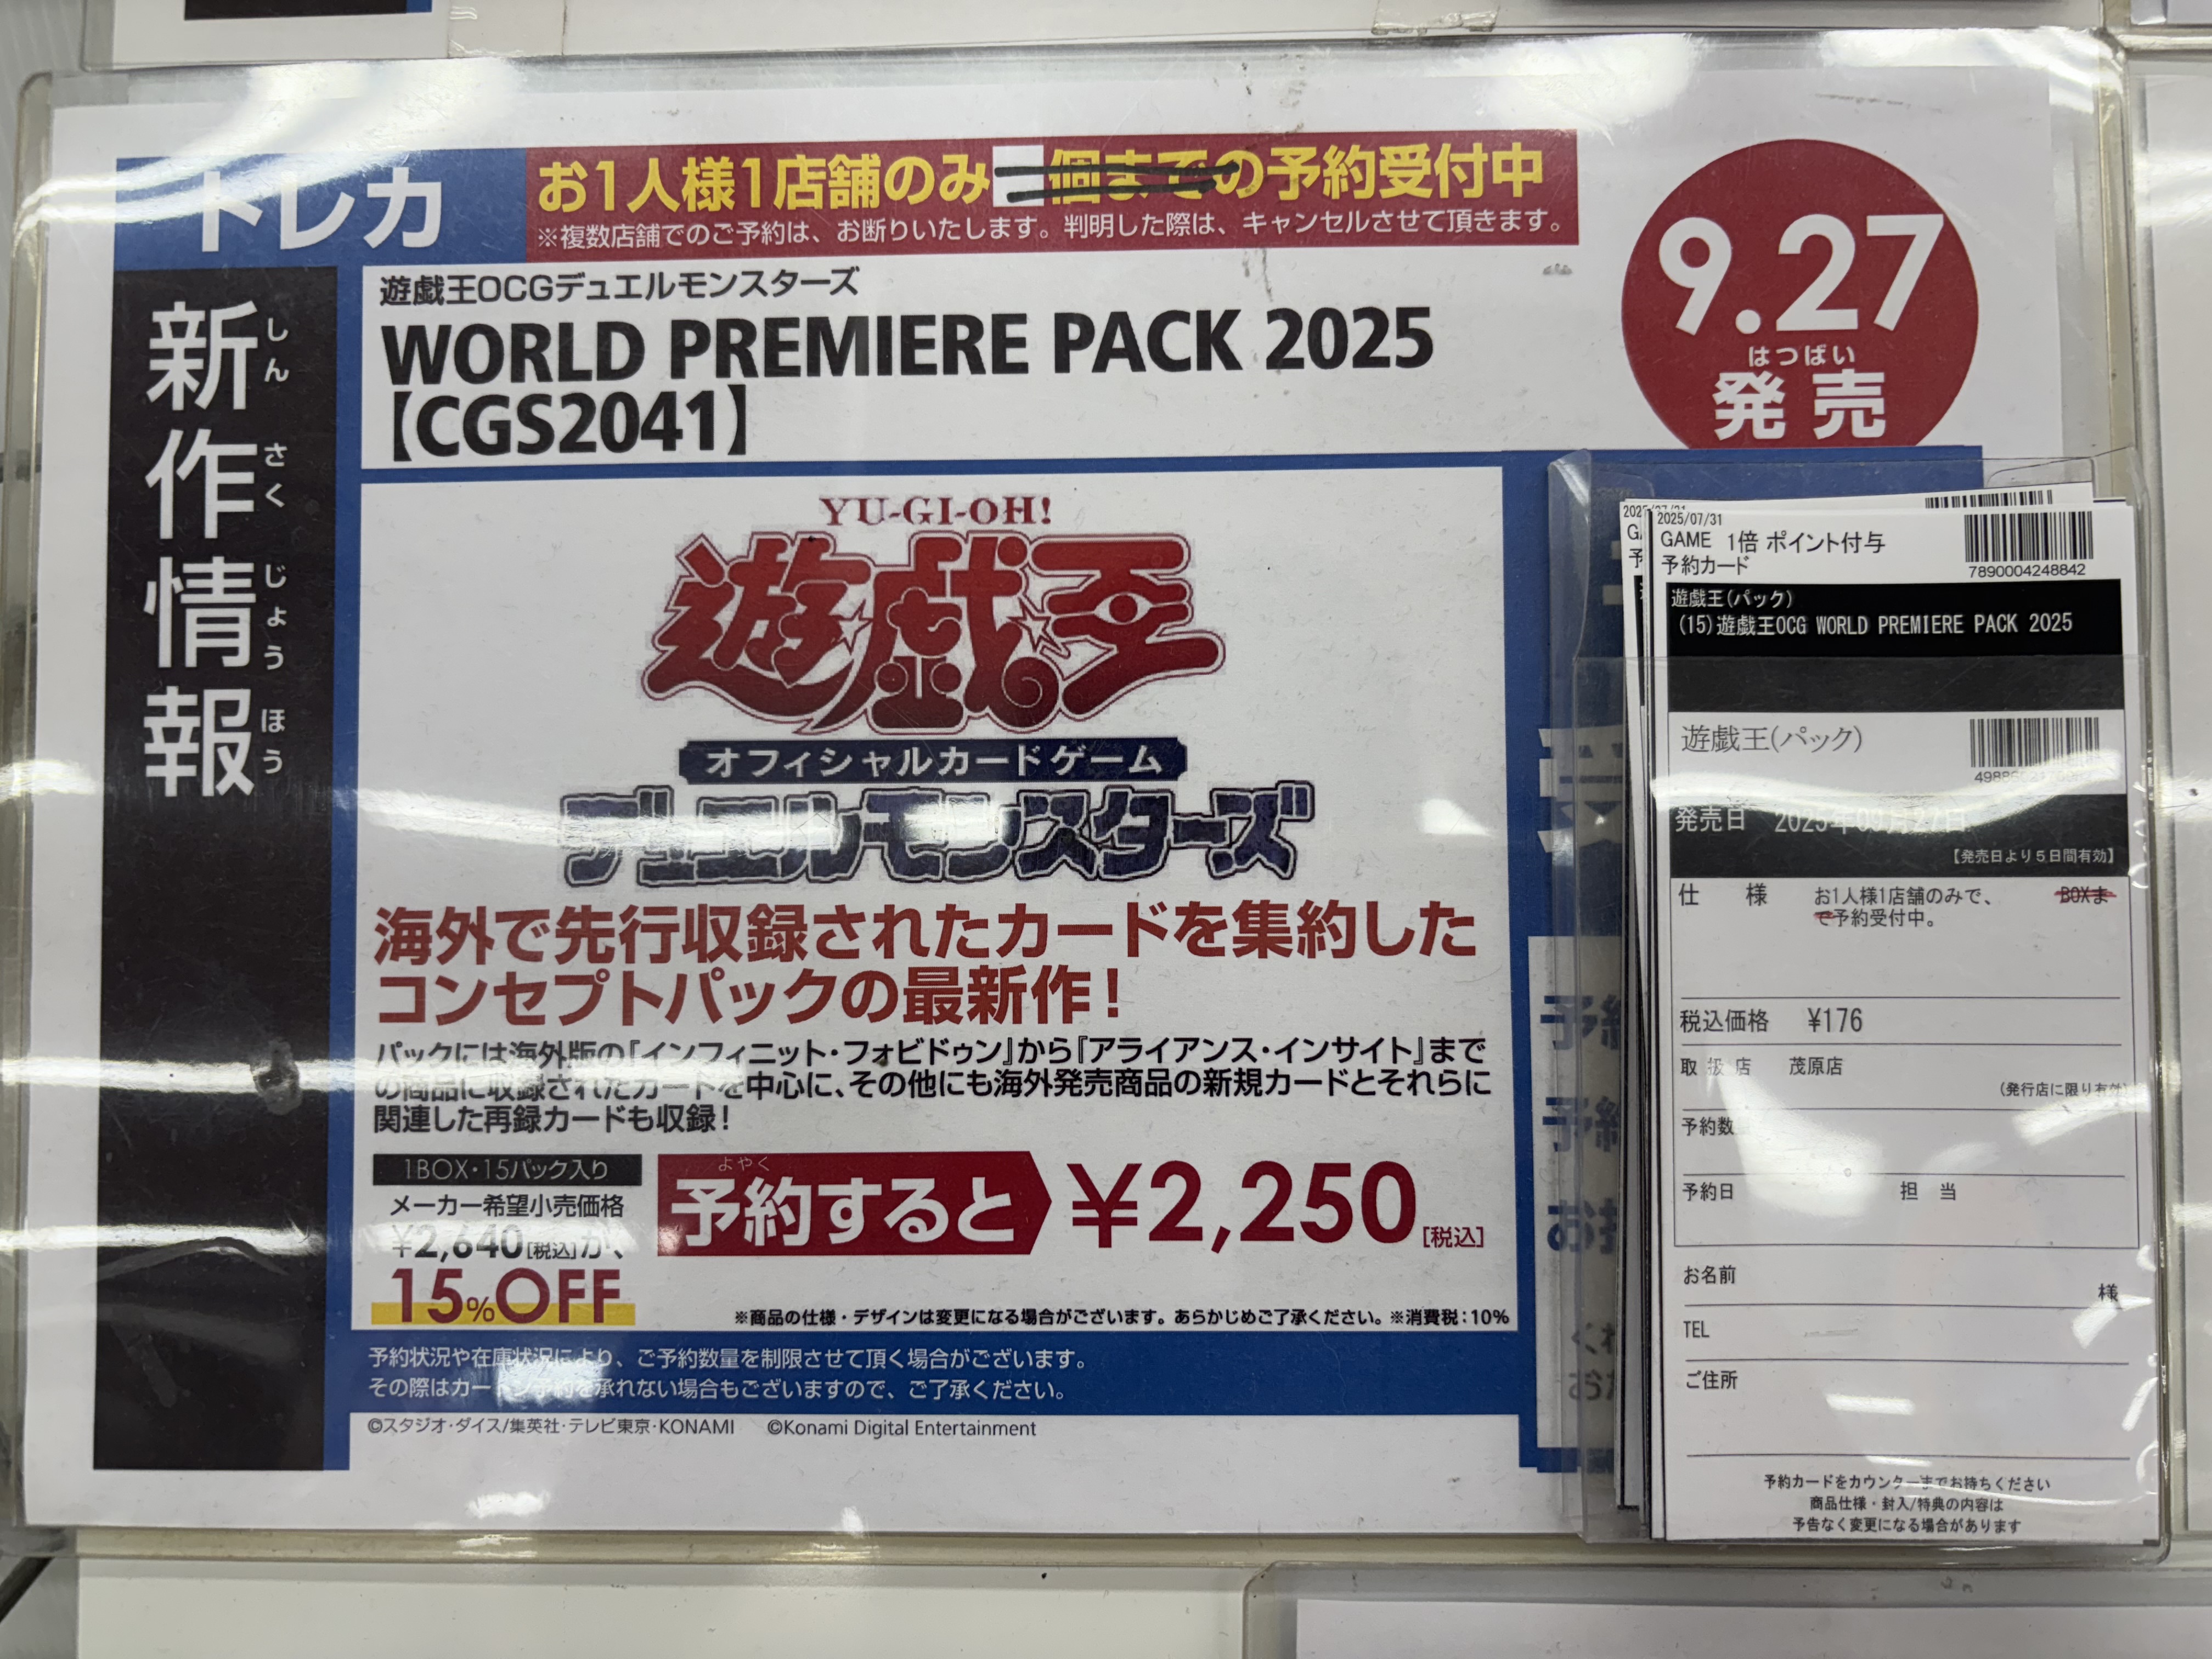 トレカ
お1人様1店舗のみ 個までの予約受付中
※複数店舗でのご予約は、お断りいたします。判明した際は、キャンセルさせて頂きます。
9.27
はつばい
発売
新作情報
しん さく じょう ほう
遊戯王OCGデュエルモンスターズ
WORLD PREMIERE PACK 2025
【CGS2041】
YU-GI-OH!
遊戯王
オフィシャルカードゲーム
デュエルモンスターズ
海外で先行収録されたカードを集約した
コンセプトパックの最新作!
パックには海外版の『インフィニット・フォビドゥン』から『アライアンス・インサイト』まで
の商品に収録されたカードを中心に、その他にも海外発売商品の新規カードとそれらに
関連した再録カードも収録!
1BOX・15パック入り
メーカー希望小売価格
¥2,640[税込]が、
15%OFF
よやく
予約すると
¥2,250[税込]
※商品の仕様・デザインは変更になる場合がございます。あらかじめご了承ください。※消費税:10%
予約状況や在庫状況により、ご予約数量を制限させて頂く場合がございます。
その際はカートン予約を承れない場合もございますので、ご了承ください。
©スタジオ・ダイス/集英社・テレビ東京・KONAMI ©Konami Digital Entertainment
2025/07/31
GAME 1倍 ポイント付与
予約カード
7890004248842
遊戯王(パック)
(15)遊戯王OCG WORLD PREMIERE PACK 2025
遊戯王(パック)
発売日 2025年09月27日
【発売日より5日間有効】
仕 様 お1人様1店舗のみで、 BOXま
で予約受付中。
税込価格 ¥176
取扱店 茂原店
(発行店に限り有効)
予約数
予約日 担 当
お名前
様
TEL
ご住所
予約カードをカウンターまでお持ちください
商品仕様・封入/特典の内容は
予告なく変更になる場合があります